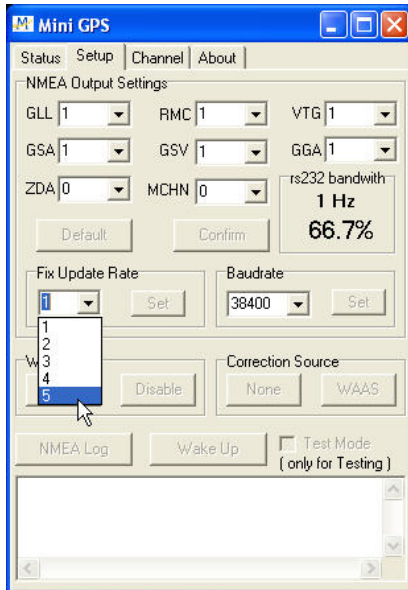 Mini GPS
Status Setup Channel About
NMEA Output Settings
GLL 1 RMC 1 VTG 1
GSA 1 GSV 1 GGA 1
ZDA 0 MCHN 0 rs232 bandwith
1 Hz
Default Confirm 66.7%
Fix Update Rate Baudrate
1 Set 38400 Set
1
2
3
4
5
W Disable
Correction Source
None WAAS
NMEA Log Wake Up Test Mode
( only for Testing )